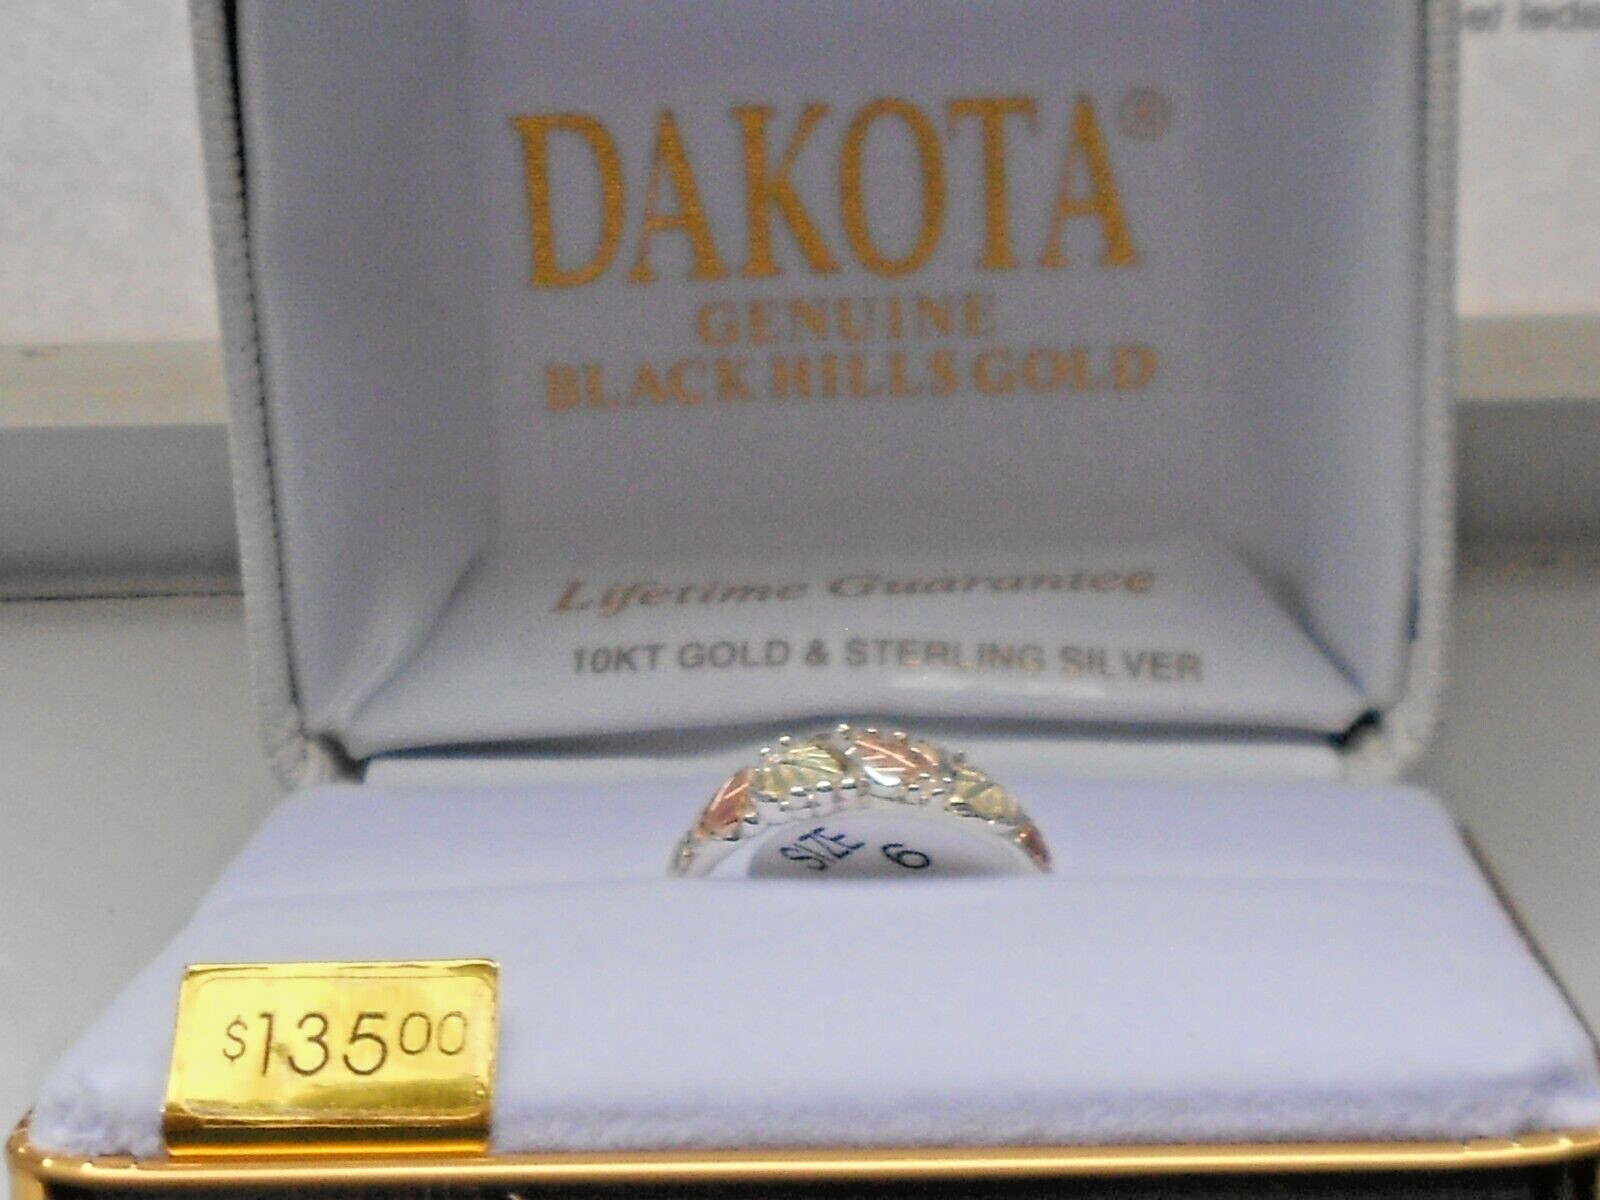 DAKOTA®
GENUINE
BLACK HILLS GOLD
Lifetime Guarantee
10KT GOLD & STERLING SILVER
SIZE 6
$135.00